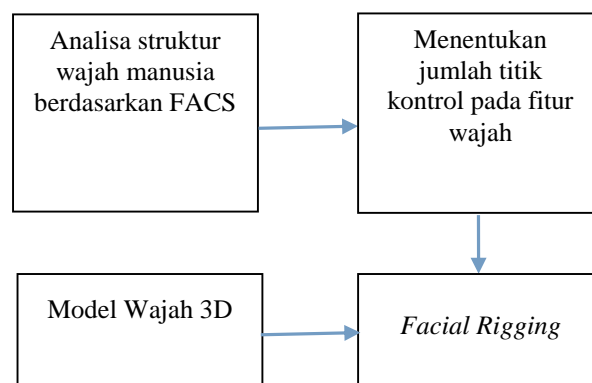 Analisa struktur
wajah manusia
berdasarkan FACS
Menentukan
jumlah titik
kontrol pada fitur
wajah
Model Wajah 3D
Facial Rigging